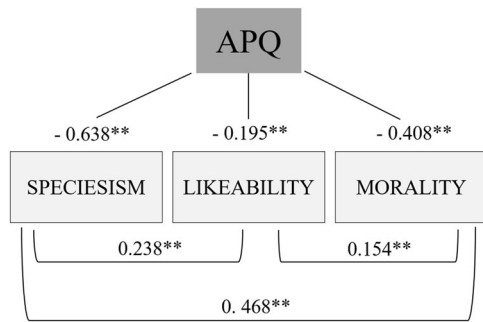 APQ
- 0.638** - 0.195** - 0.408**
SPECIESISM LIKEABILITY MORALITY
0.238** 0.154**
0. 468**